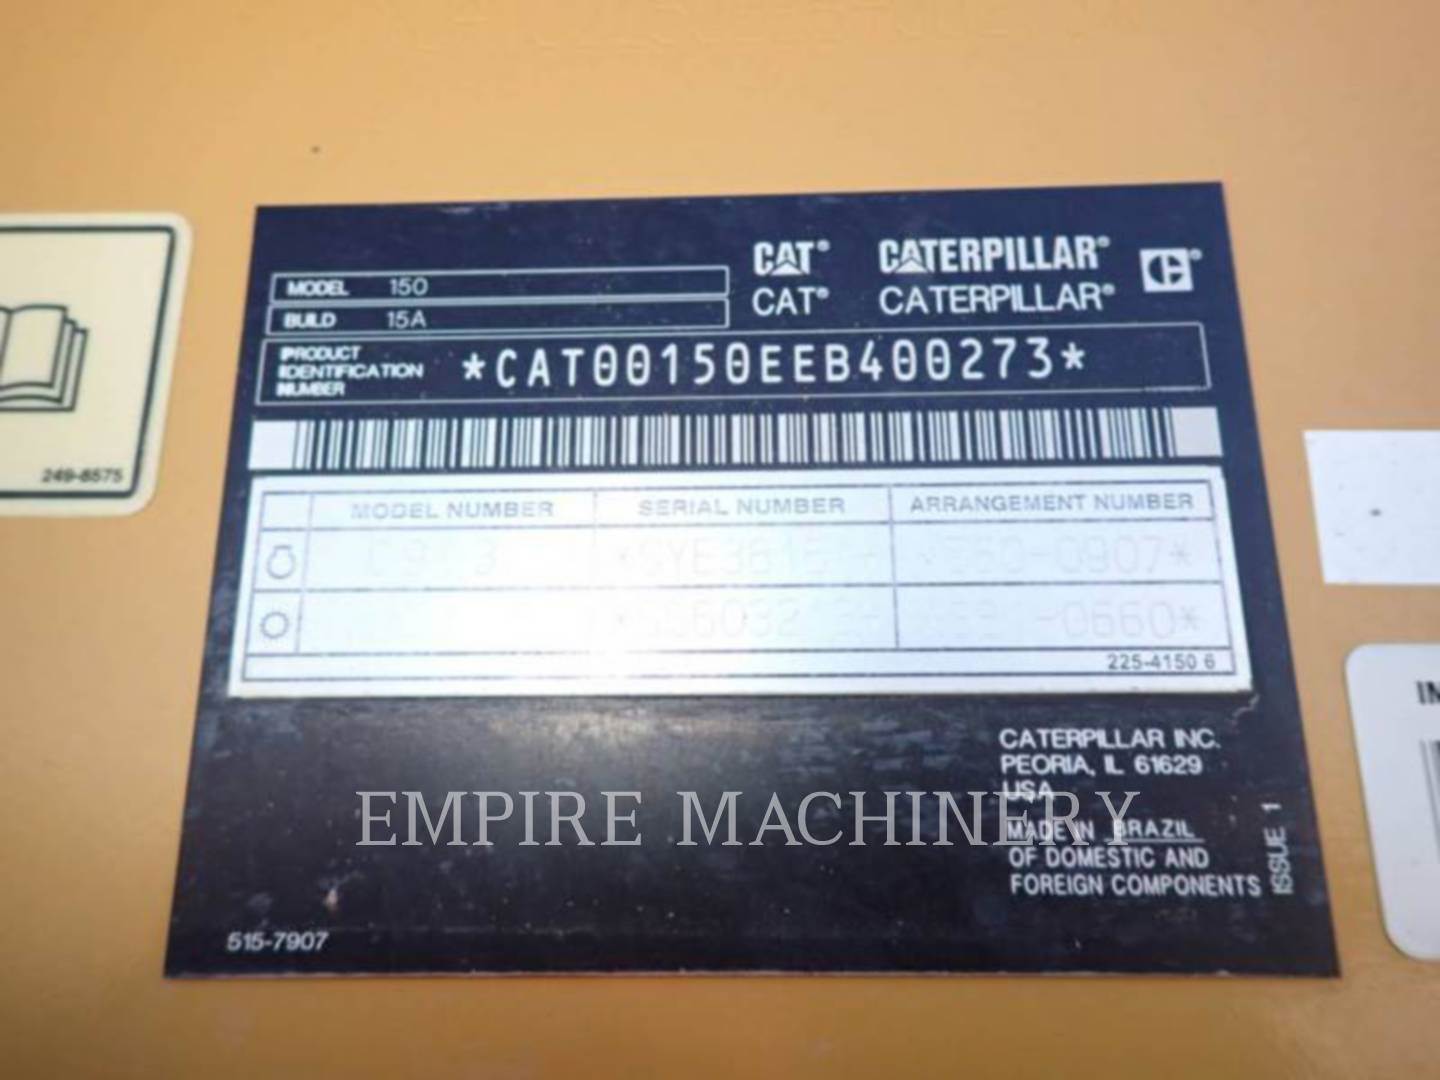 CAT® CATERPILLAR®
CAT® CATERPILLAR®
MODEL 150
BUILD 15A
PRODUCT IDENTIFICATION NUMBER *CAT00150EEB400273*
249-8575
MODEL NUMBER SERIAL NUMBER ARRANGEMENT NUMBER
-0907*
-0660*
225-4150 6
CATERPILLAR INC.
PEORIA, IL 61629
USA
EMPIRE MACHINERY
MADE IN BRAZIL
OF DOMESTIC AND
FOREIGN COMPONENTS
ISSUE 1
515-7907